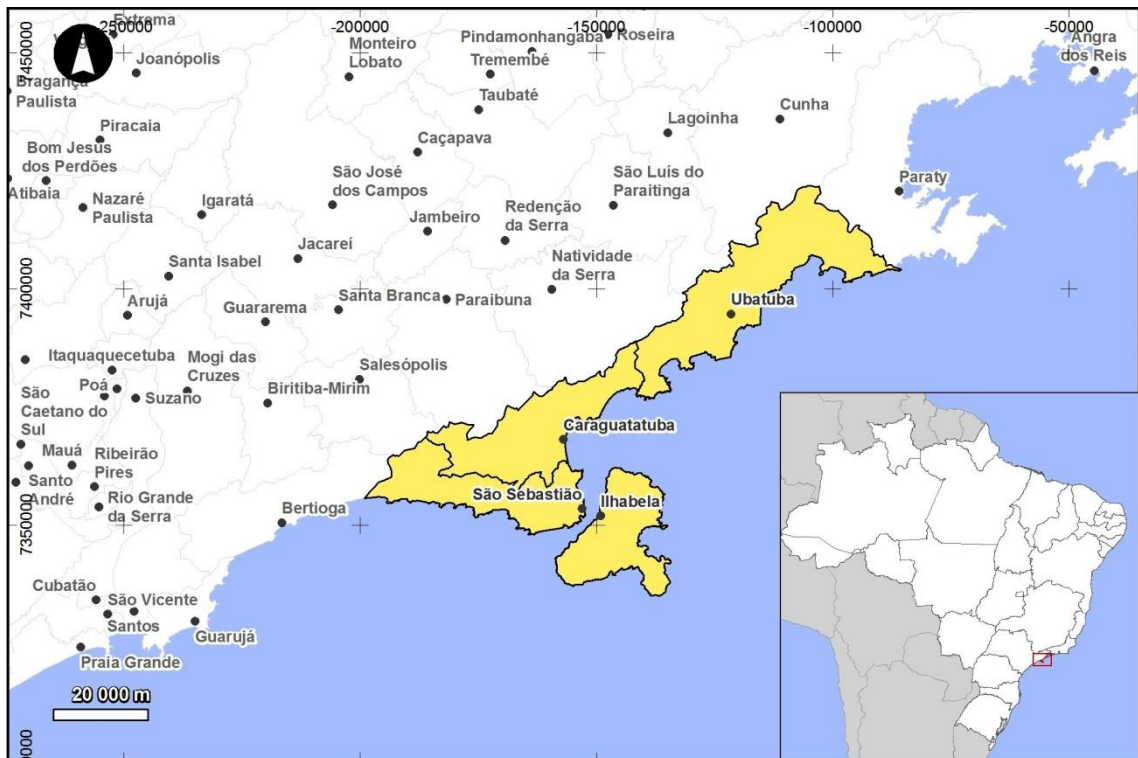 -250000
-200000
-150000
-100000
-50000
Extrema
Joanópolis
Monteiro
Lobato
Pindamonhangaba
Roseira
Tremembé
Angra
dos Reis
Bragança
Paulista
Taubaté
Piracaia
Lagoinha
Cunha
Caçapava
Bom Jesus
dos Perdões
Atibaia
Nazaré
Paulista
Igaratá
São José
dos Campos
São Luís do
Paraitinga
Paraty
Jambeiro
Redenção
da Serra
Jacareí
Natividade
da Serra
Santa Isabel
Arujá
Guararema
Santa Branca
Paraibuna
Ubatuba
Itaquaquecetuba
Mogi das
Cruzes
Salesópolis
Poá
Suzano
Biritiba-Mirim
São
Caetano do
Sul
Caraguatatuba
Mauá
Ribeirão
Pires
Santo
André
Rio Grande
da Serra
São Sebastião
Ilhabela
Bertioga
Cubatão
São Vicente
Santos
Guarujá
Praia Grande
20 000 m
7450000
7400000
7350000